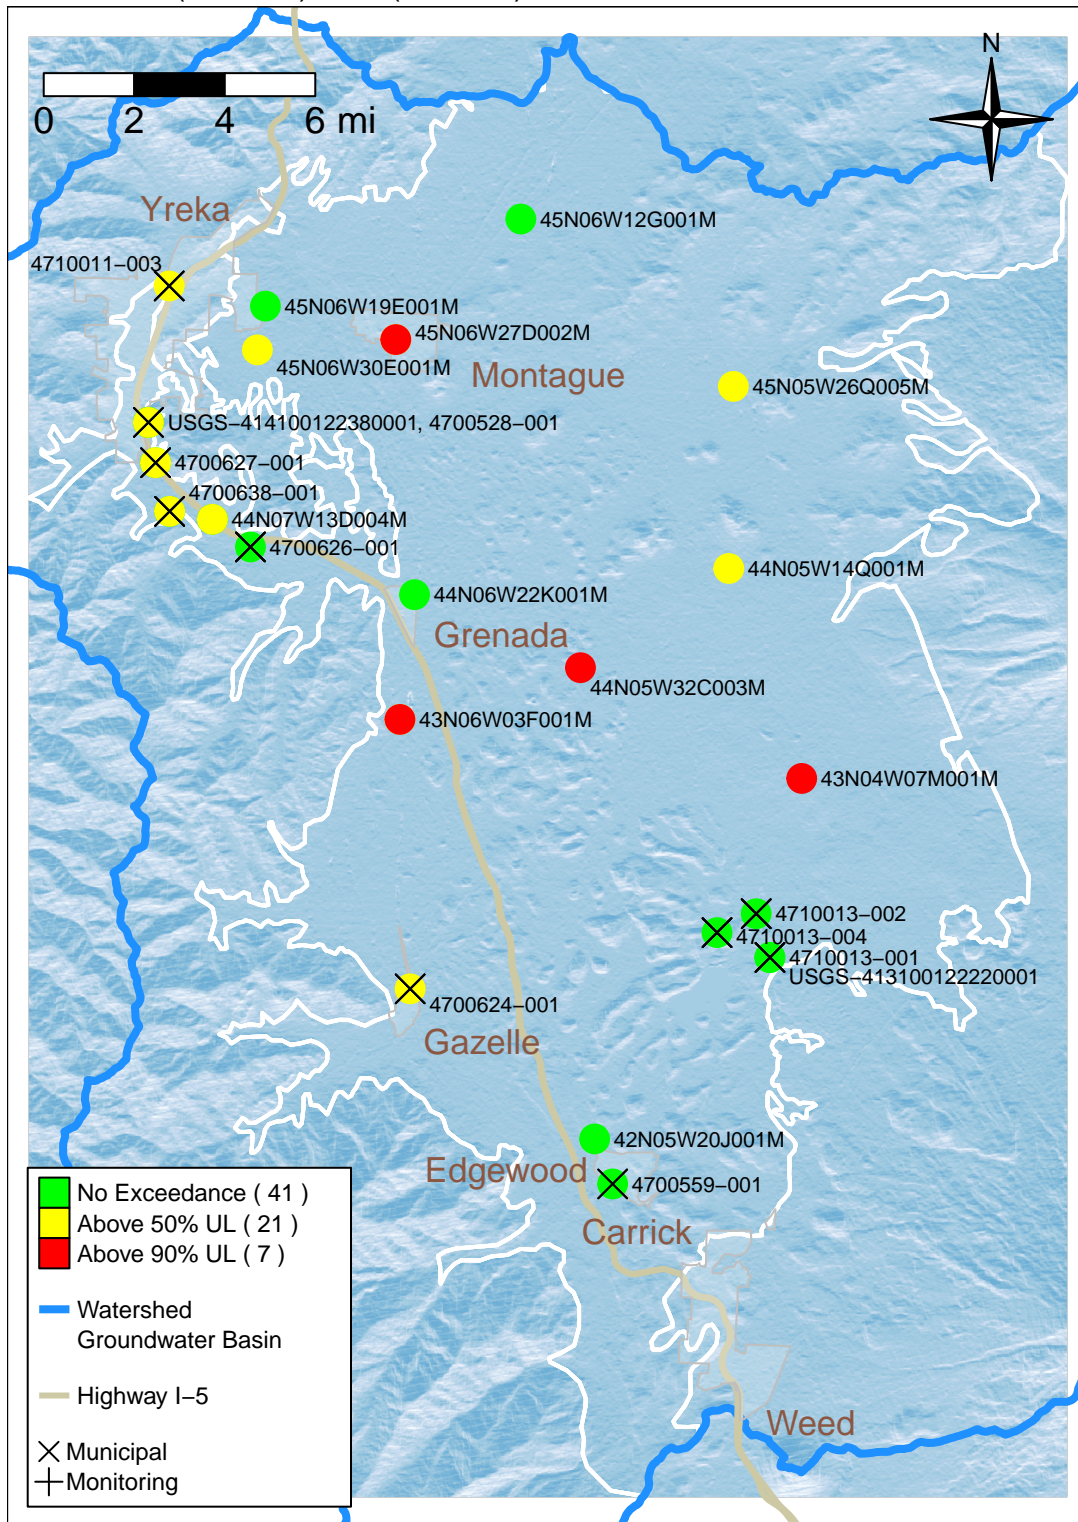 N
0 2 4 6 mi
Yreka
45N06W12G001M
4710011−003
45N06W19E001M
45N06W27D002M
45N06W30E001M
Montague
45N05W26Q005M
USGS−414100122380001, 4700528−001
4700627−001
4700638−001
44N07W13D004M
4700626−001
44N05W14Q001M
44N06W22K001M
Grenada
44N05W32C003M
43N06W03F001M
43N04W07M001M
4710013−002
4710013−004
4710013−001
USGS−413100122220001
4700624−001
Gazelle
42N05W20J001M
Edgewood
4700559−001
Carrick
Weed
No Exceedance ( 41 )
Above 50% UL ( 21 )
Above 90% UL ( 7 )
Watershed
Groundwater Basin
Highway I−5
Municipal
Monitoring